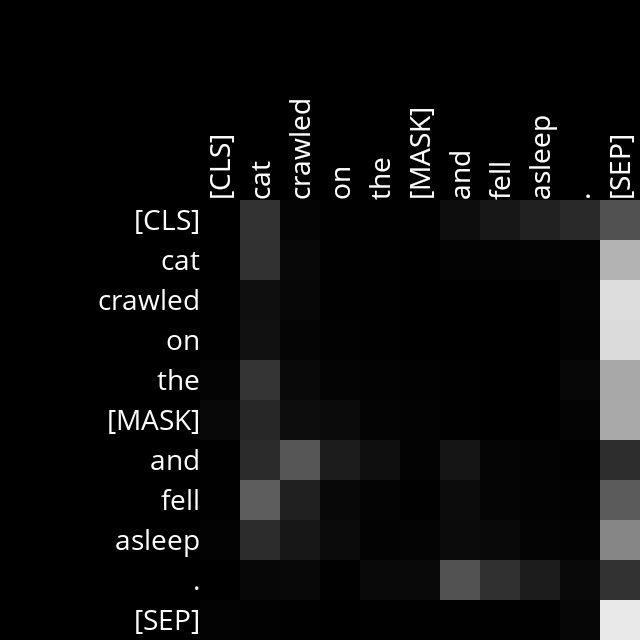 [CLS] cat crawled on the [MASK] and fell asleep . [SEP]
[CLS]
cat
crawled
on
the
[MASK]
and
fell
asleep
.
[SEP]